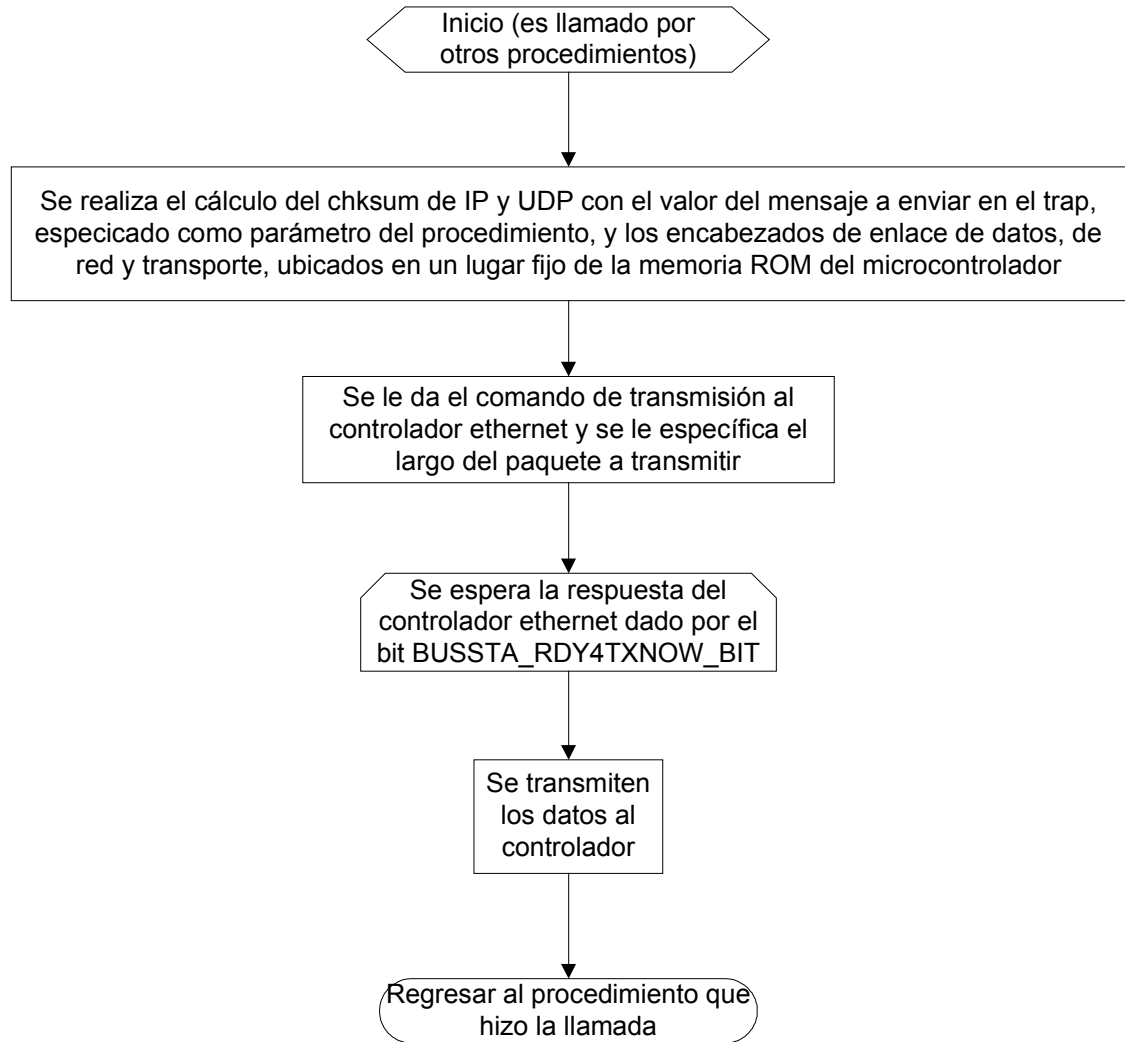 Inicio (es llamado por
otros procedimientos)
Se realiza el cálculo del chksum de IP y UDP con el valor del mensaje a enviar en el trap,
especicado como parámetro del procedimiento, y los encabezados de enlace de datos, de
red y transporte, ubicados en un lugar fijo de la memoria ROM del microcontrolador
Se le da el comando de transmisión al
controlador ethernet y se le específica el
largo del paquete a transmitir
Se espera la respuesta del
controlador ethernet dado por el
bit BUSSTA_RDY4TXNOW_BIT
Se transmiten
los datos al
controlador
Regresar al procedimiento que
hizo la llamada